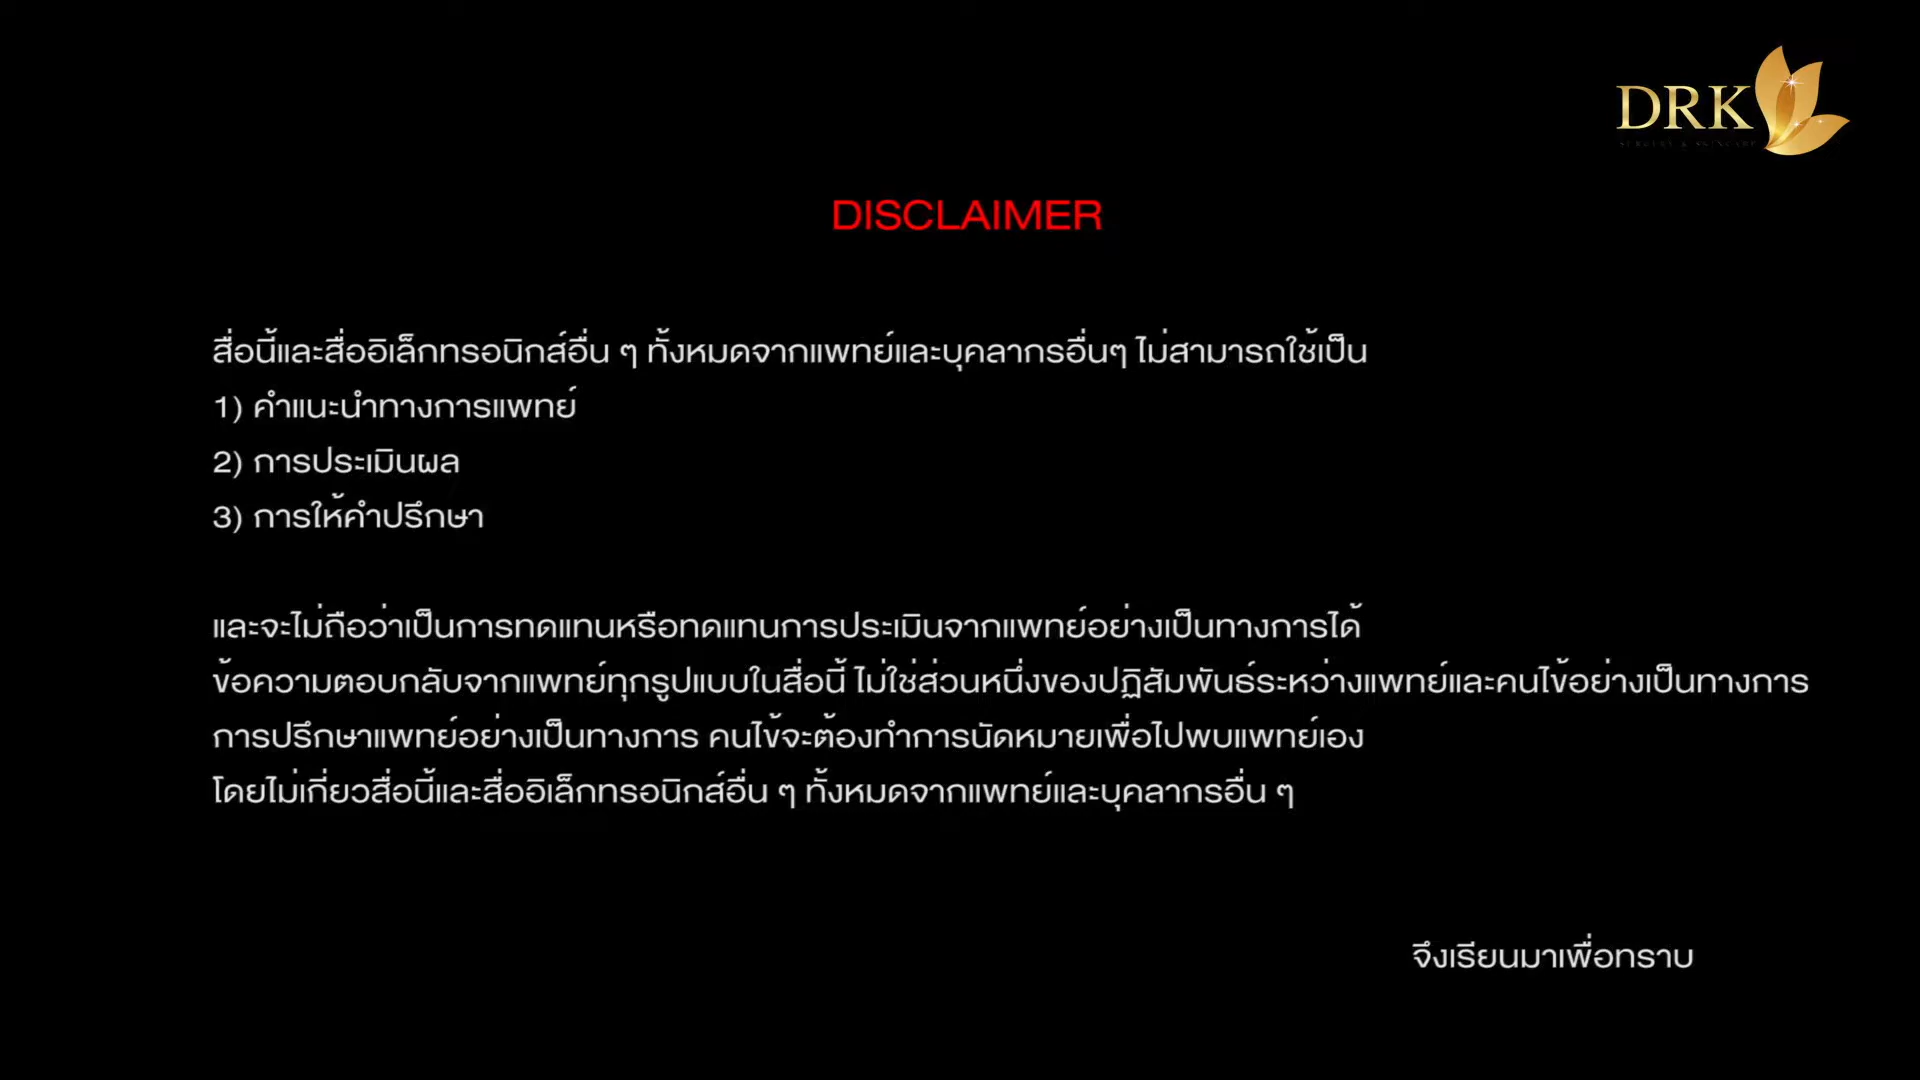 DRK
SURGERY & SKINCARE
DISCLAIMER
สื่อนี้และสื่ออิเล็กทรอนิกส์อื่น ๆ ทั้งหมดจากแพทย์และบุคลากรอื่นๆ ไม่สามารถใช้เป็น
1) คำแนะนำทางการแพทย์
2) การประเมินผล
3) การให้คำปรึกษา
และจะไม่ถือว่าเป็นการทดแทนหรือทดแทนการประเมินจากแพทย์อย่างเป็นทางการได้
ข้อความตอบกลับจากแพทย์ทุกรูปแบบในสื่อนี้ ไม่ใช่ส่วนหนึ่งของปฏิสัมพันธ์ระหว่างแพทย์และคนไข้อย่างเป็นทางการ
การปรึกษาแพทย์อย่างเป็นทางการ คนไข้จะต้องทำการนัดหมายเพื่อไปพบแพทย์เอง
โดยไม่เกี่ยวสื่อนี้และสื่ออิเล็กทรอนิกส์อื่น ๆ ทั้งหมดจากแพทย์และบุคลากรอื่น ๆ
จึงเรียนมาเพื่อทราบ